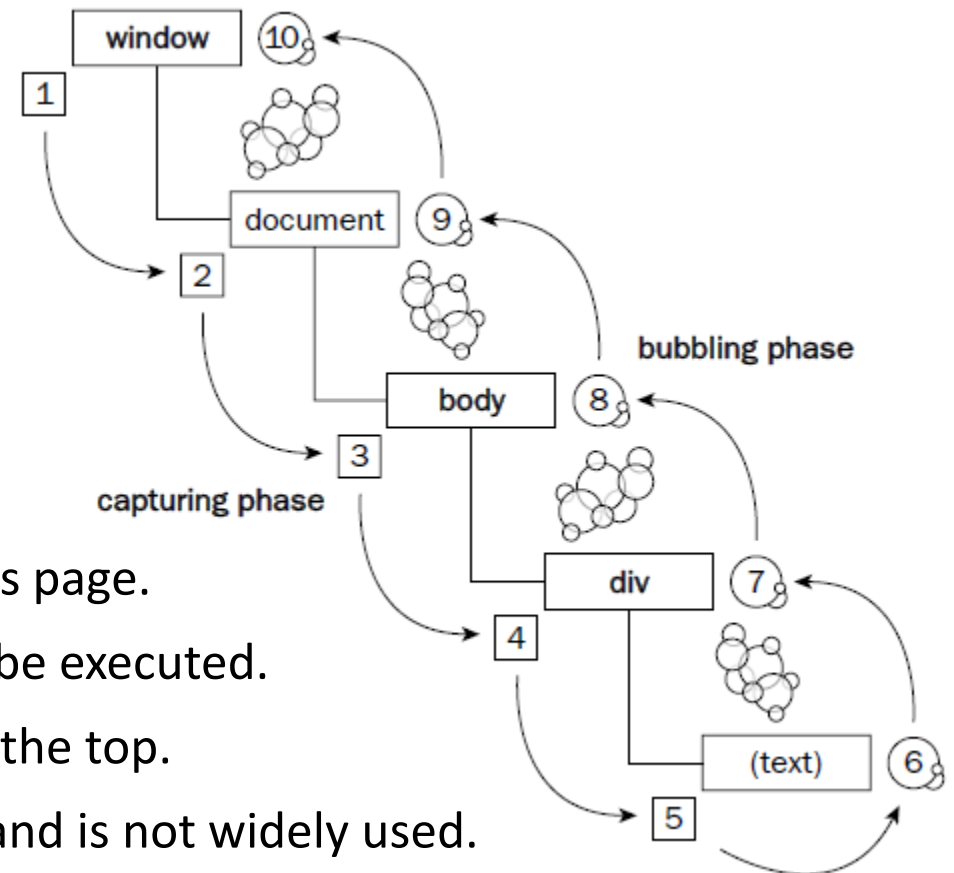 window
10
1
document
9
2
bubbling phase
body
8
3
capturing phase
s page.
div
7
4
be executed.
the top.
(text)
6
5
and is not widely used.